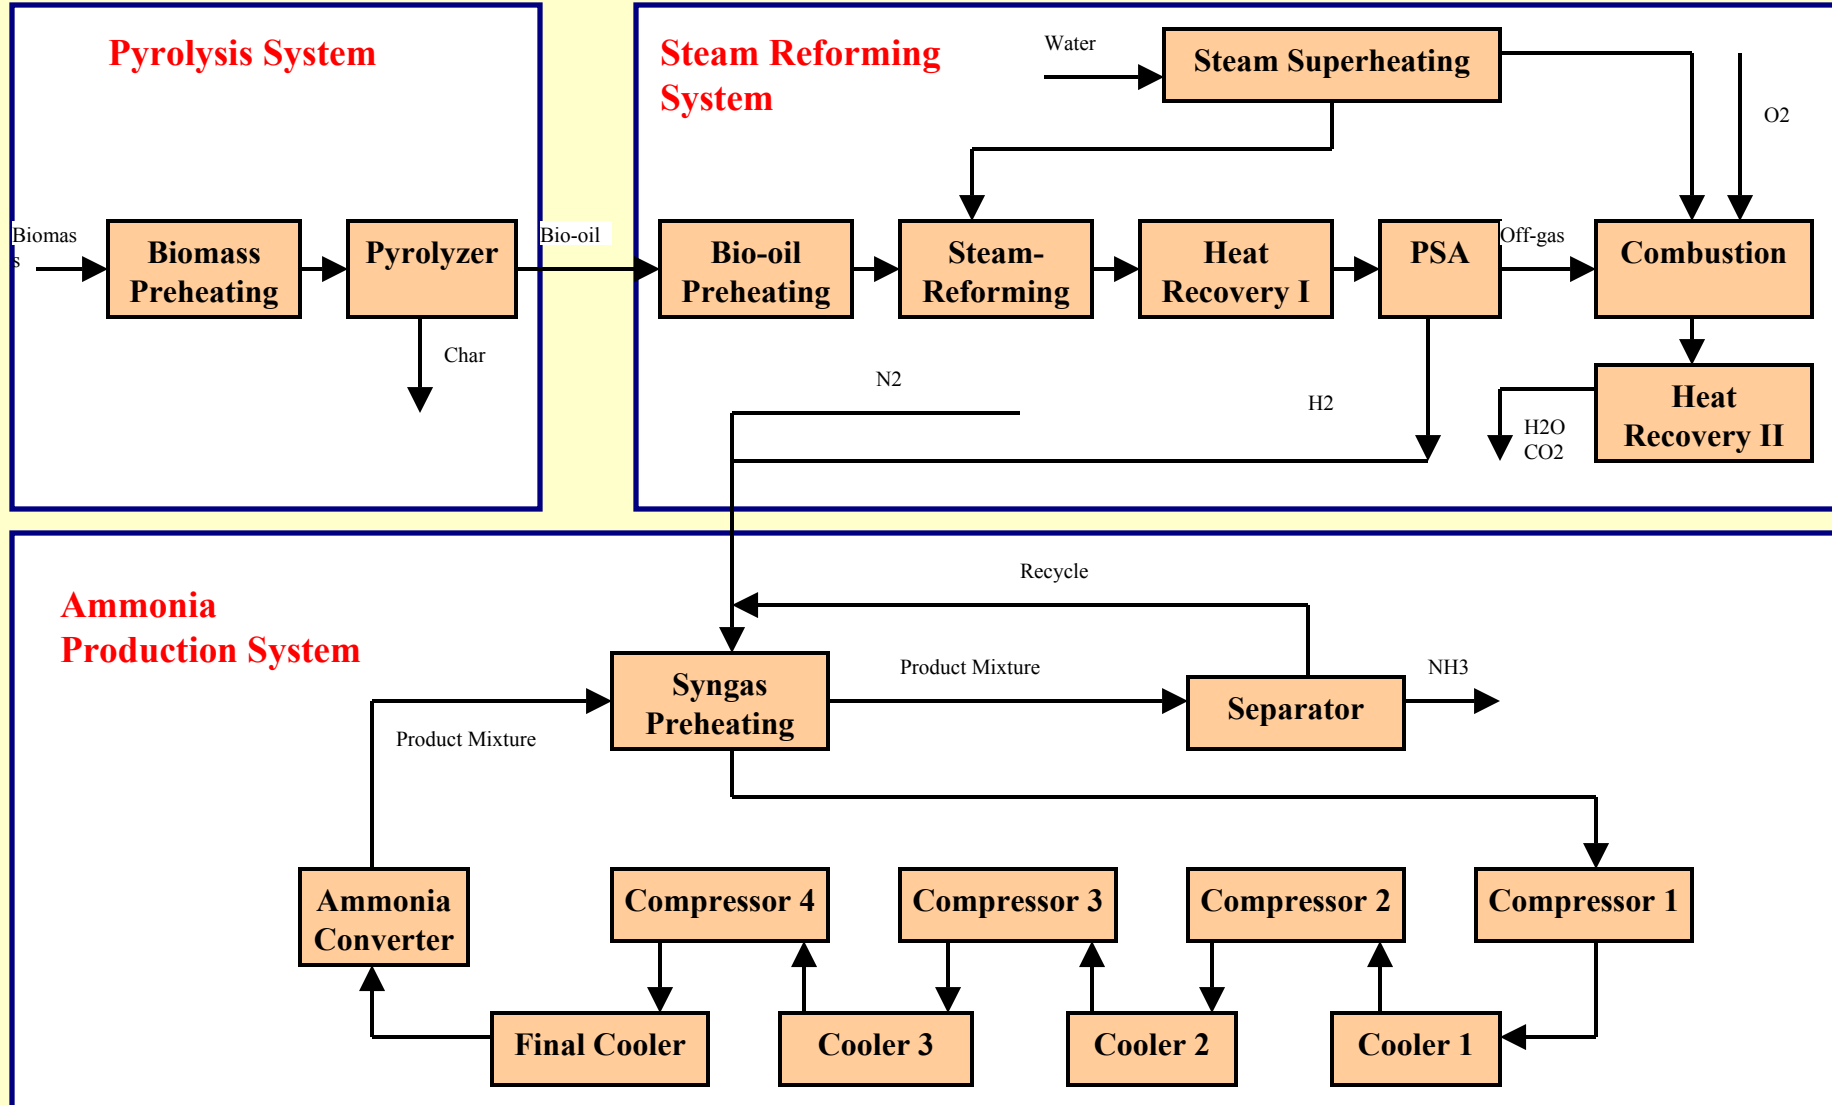 Pyrolysis System
Biomas
s
Biomass
Preheating
Pyrolyzer
Char
Bio-oil
Steam Reforming
System
Water
Steam Superheating
O2
Bio-oil
Preheating
Steam-
Reforming
Heat
Recovery I
PSA
Off-gas
Combustion
N2
H2
H2O
CO2
Heat
Recovery II
Ammonia
Production System
Recycle
Syngas
Preheating
Product Mixture
Separator
NH3
Product Mixture
Ammonia
Converter
Compressor 4
Compressor 3
Compressor 2
Compressor 1
Final Cooler
Cooler 3
Cooler 2
Cooler 1